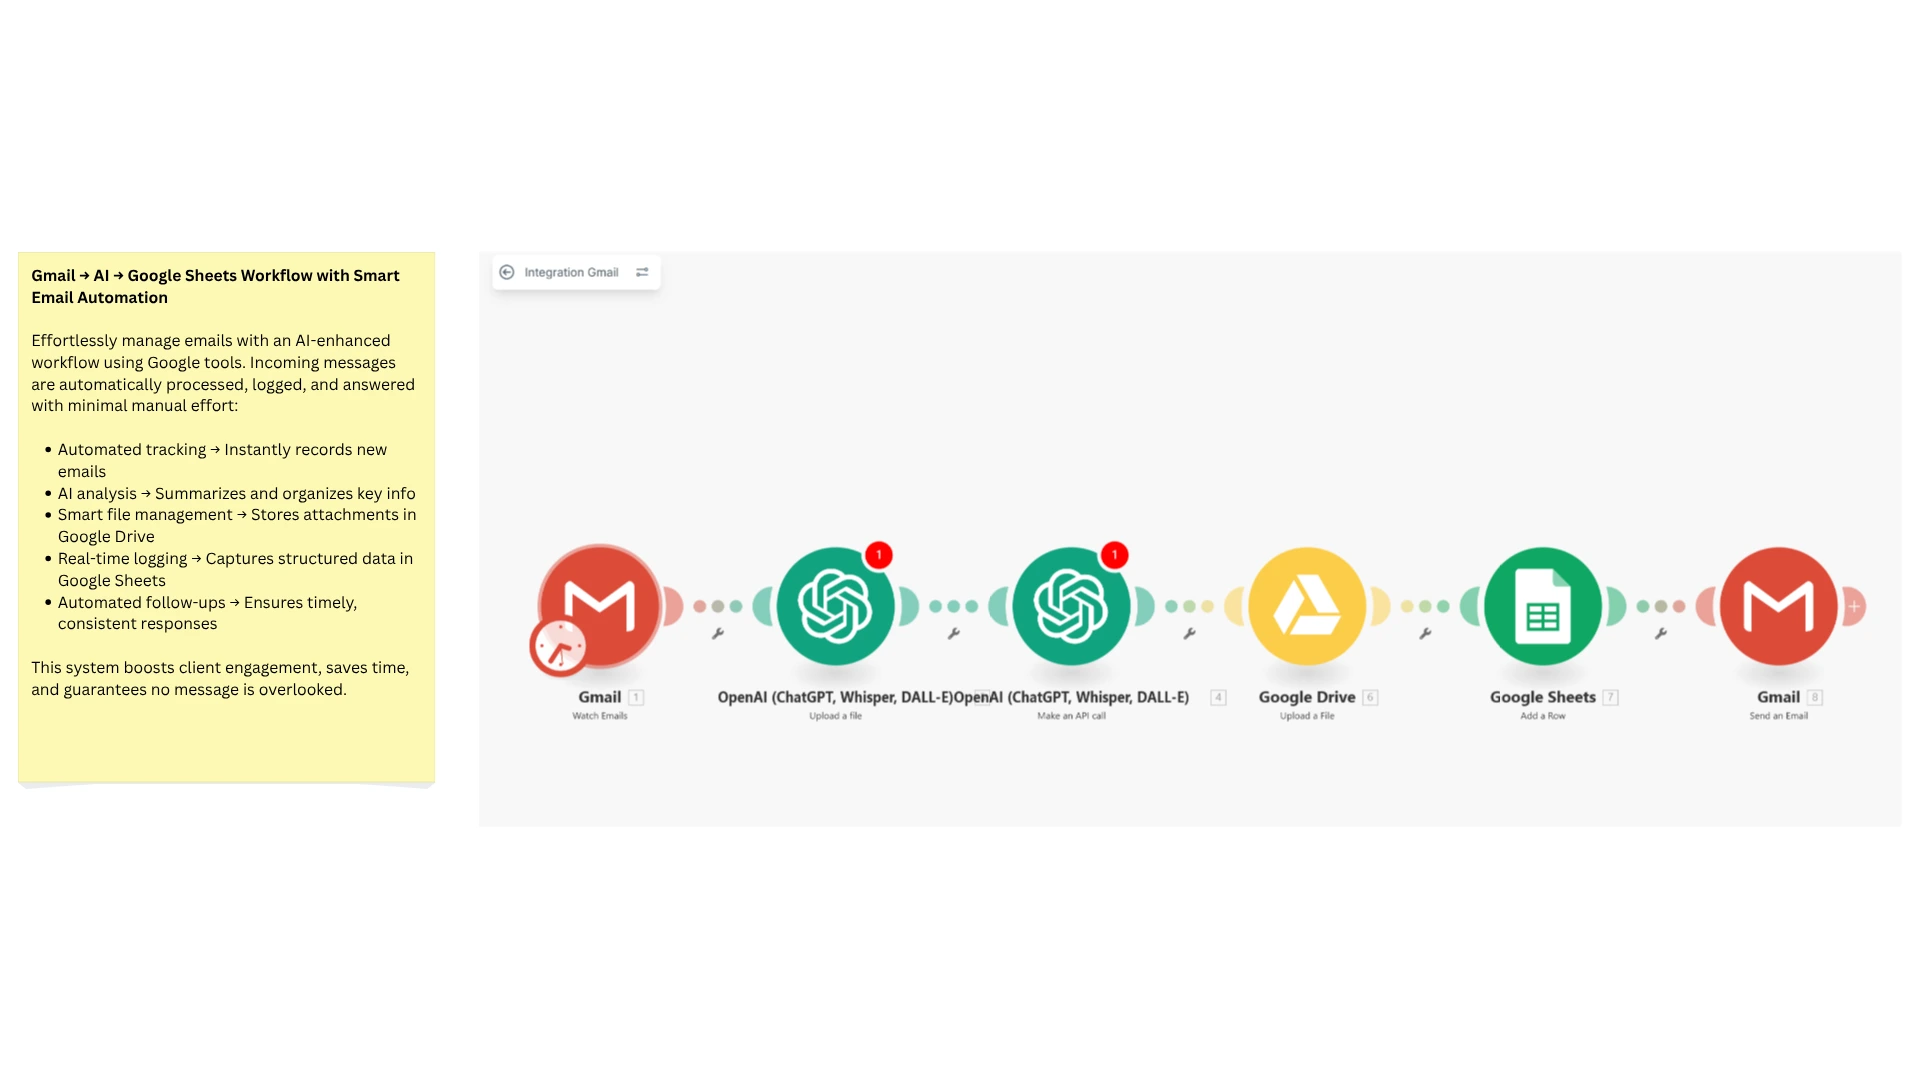 Gmail → AI → Google Sheets Workflow with Smart
Email Automation
Effortlessly manage emails with an AI-enhanced
workflow using Google tools. Incoming messages
are automatically processed, logged, and answered
with minimal manual effort:
• Automated tracking → Instantly records new
emails
• AI analysis → Summarizes and organizes key info
• Smart file management → Stores attachments in
Google Drive
• Real-time logging → Captures structured data in
Google Sheets
• Automated follow-ups → Ensures timely,
consistent responses
This system boosts client engagement, saves time,
and guarantees no message is overlooked.
Integration Gmail
1
1
Gmail 1
Watch Emails
OpenAI (ChatGPT, Whisper, DALL-E)
Upload a file
OpenAI (ChatGPT, Whisper, DALL-E) 4
Make an API call
Google Drive 6
Upload a File
Google Sheets 7
Add a Row
Gmail 8
Send an Email